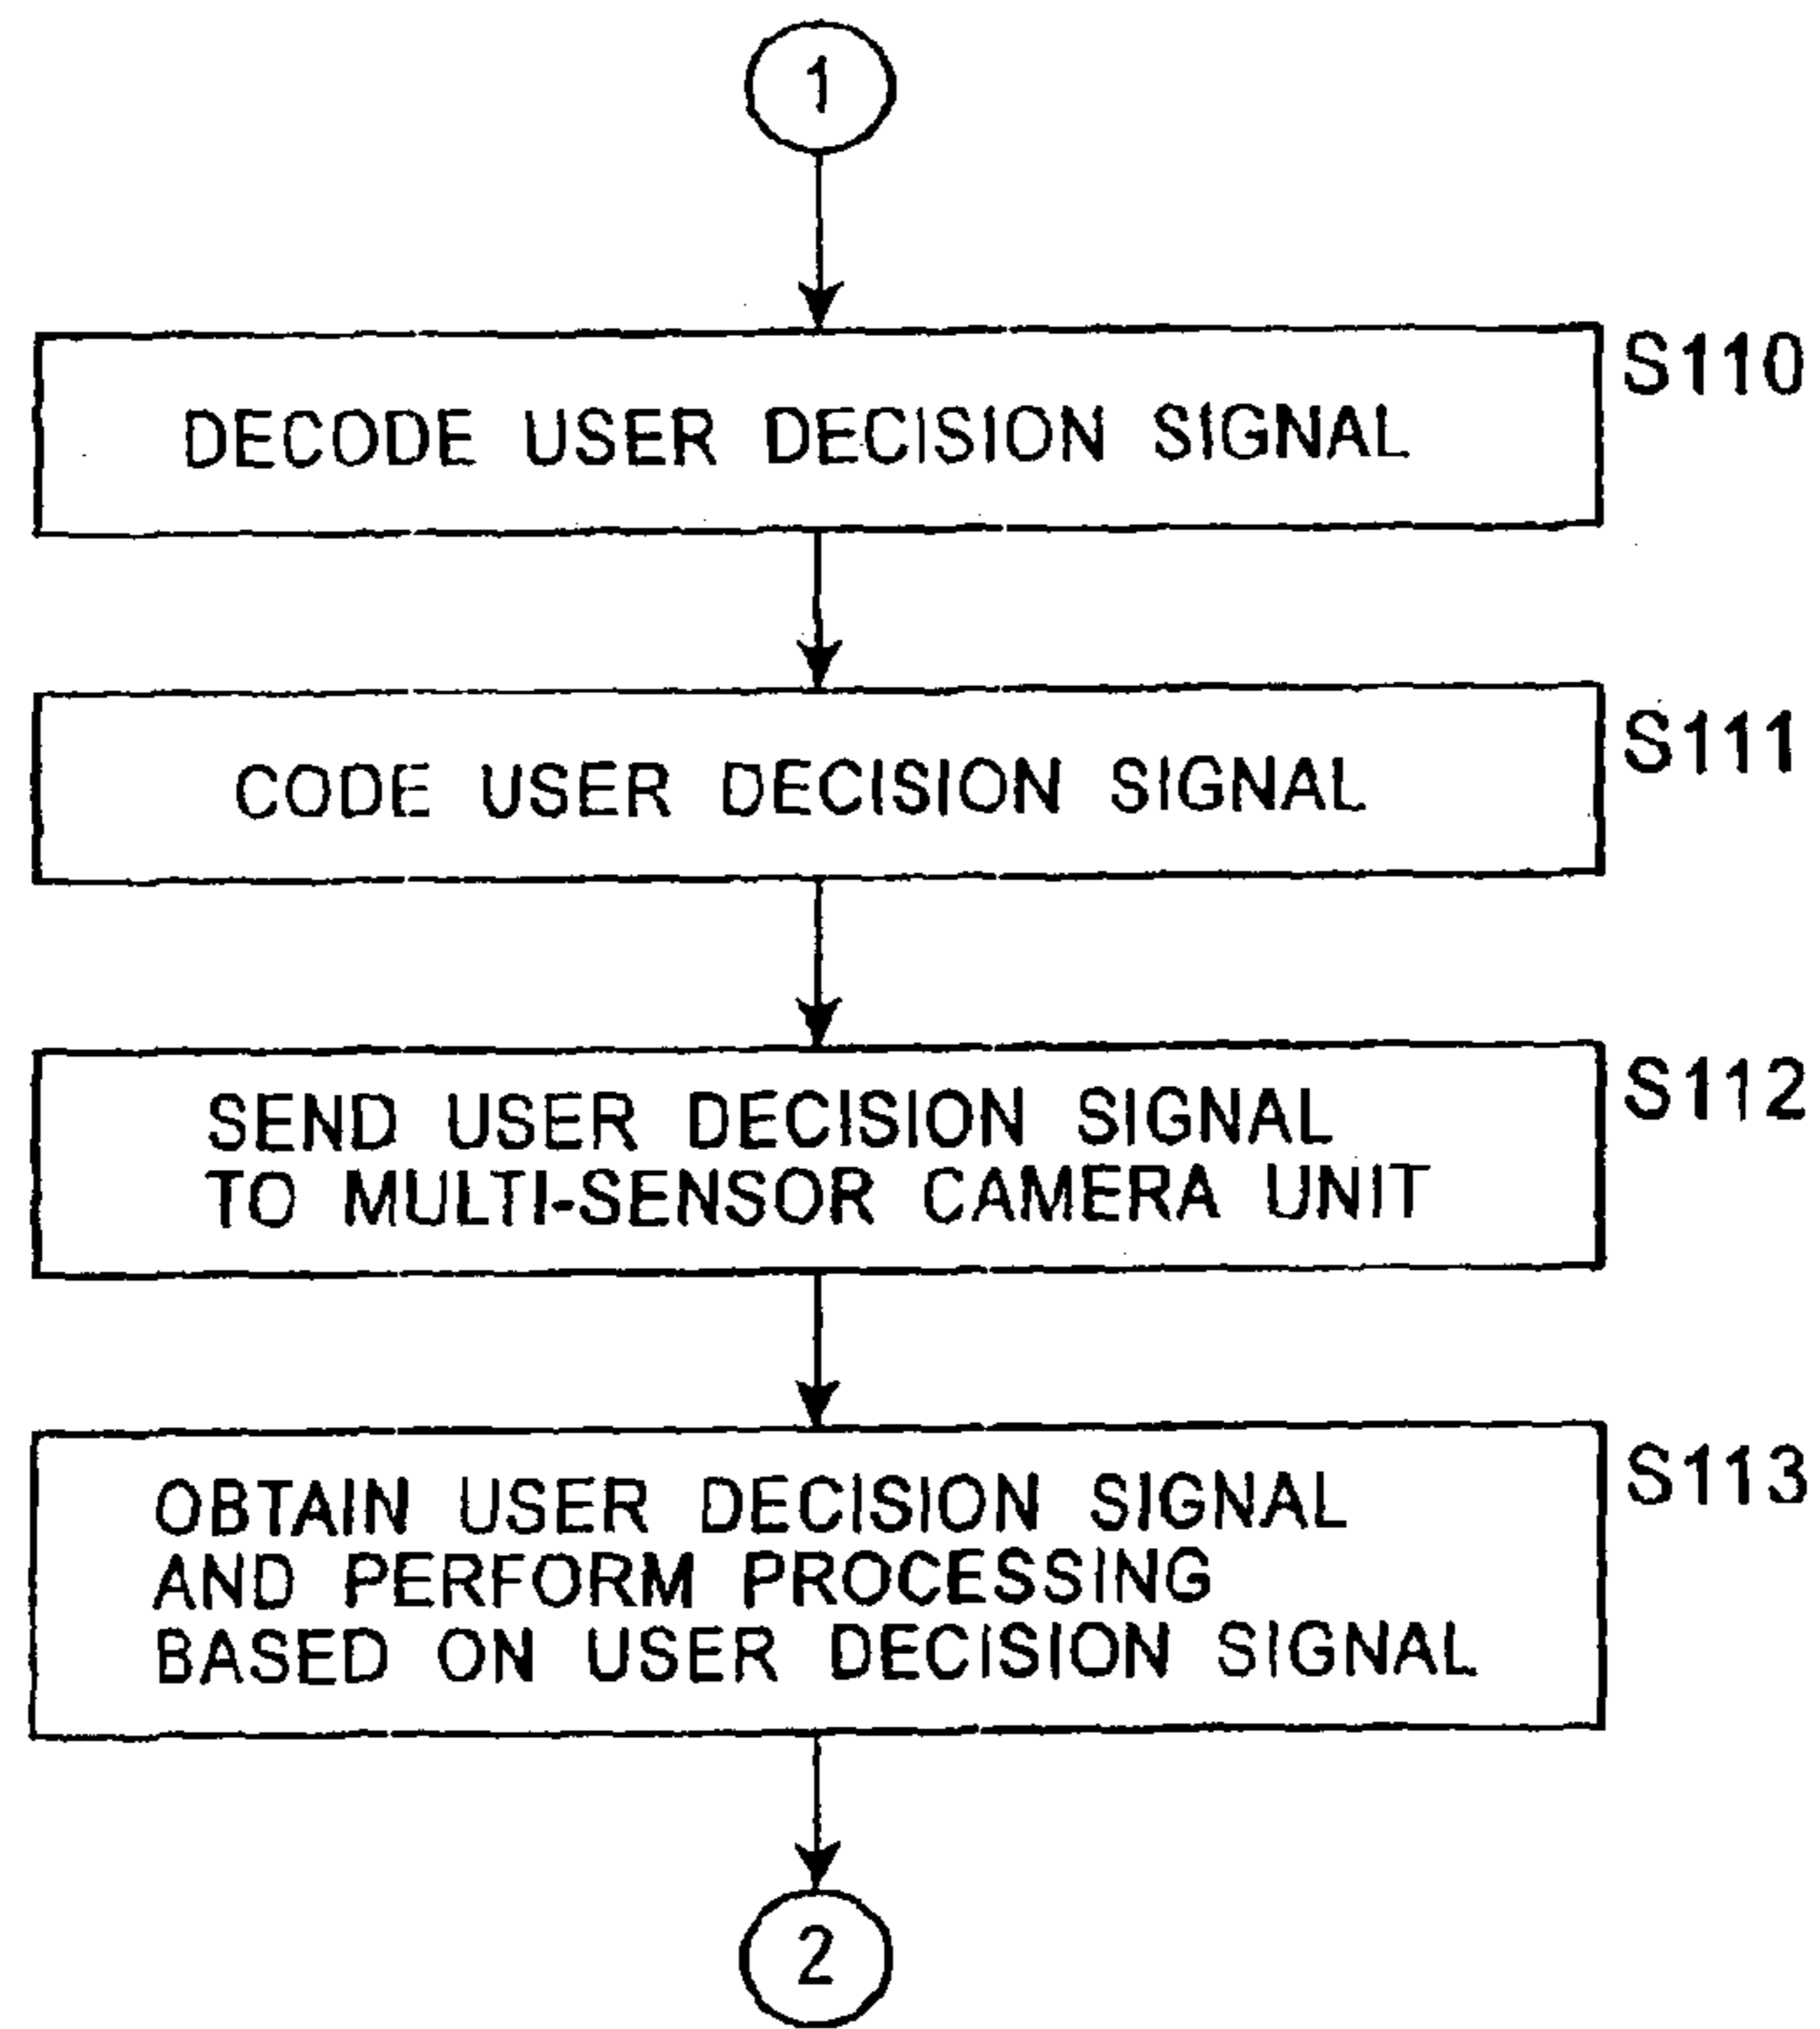 1
S110
DECODE USER DECISION SIGNAL
S111
CODE USER DECISION SIGNAL
S112
SEND USER DECISION SIGNAL
TO MULTI-SENSOR CAMERA UNIT
S113
OBTAIN USER DECISION SIGNAL
AND PERFORM PROCESSING
BASED ON USER DECISION SIGNAL
2